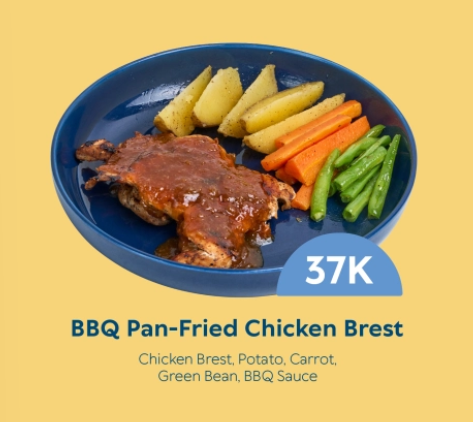 37K
BBQ Pan-Fried Chicken Brest
Chicken Brest, Potato, Carrot,
Green Bean, BBQ Sauce